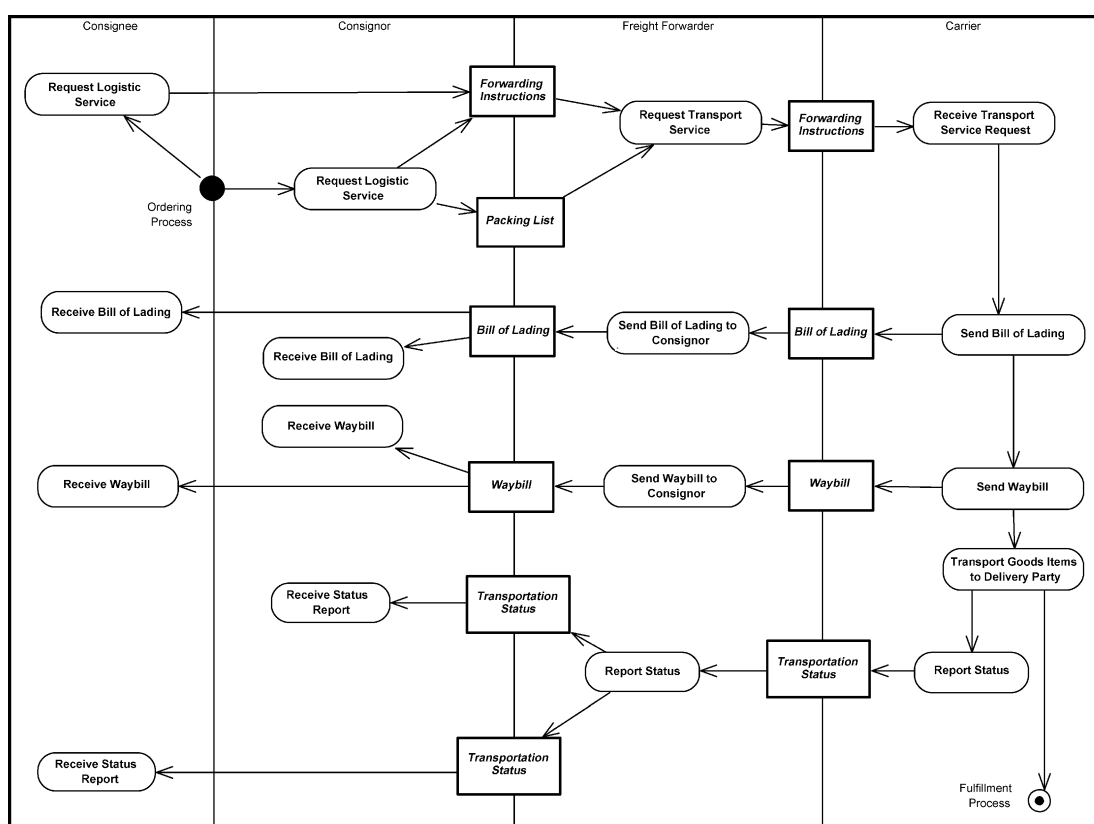 Consignee
Consignor
Freight Forwarder
Carrier
Request Logistic
Service
Forwarding
Instructions
Request Transport
Service
Forwarding
Instructions
Receive Transport
Service Request
Ordering
Process
Request Logistic
Service
Packing List
Receive Bill of Lading
Receive Bill of Lading
Bill of Lading
Send Bill of Lading to
Consignor
Bill of Lading
Send Bill of Lading
Receive Waybill
Receive Waybill
Waybill
Send Waybill to
Consignor
Waybill
Send Waybill
Transport Goods Items
to Delivery Party
Receive Status
Report
Transportation
Status
Report Status
Transportation
Status
Report Status
Receive Status
Report
Transportation
Status
Fulfillment
Process